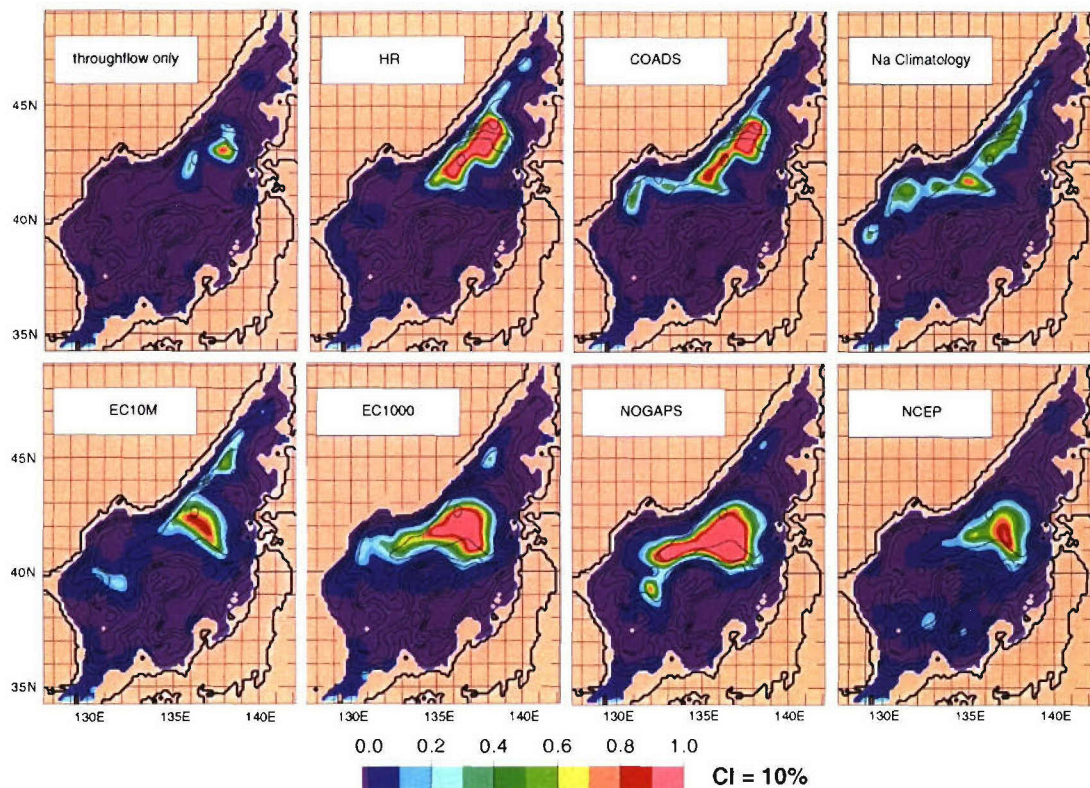 throughflow only
HR
COADS
Na Climatology
45N
40N
35N
EC10M
EC1000
NOGAPS
NCEP
45N
40N
35N
130E 135E 140E 130E 135E 140E 130E 135E 140E 130E 135E 140E
0.0 0.2 0.4 0.6 0.8 1.0
CI = 10%